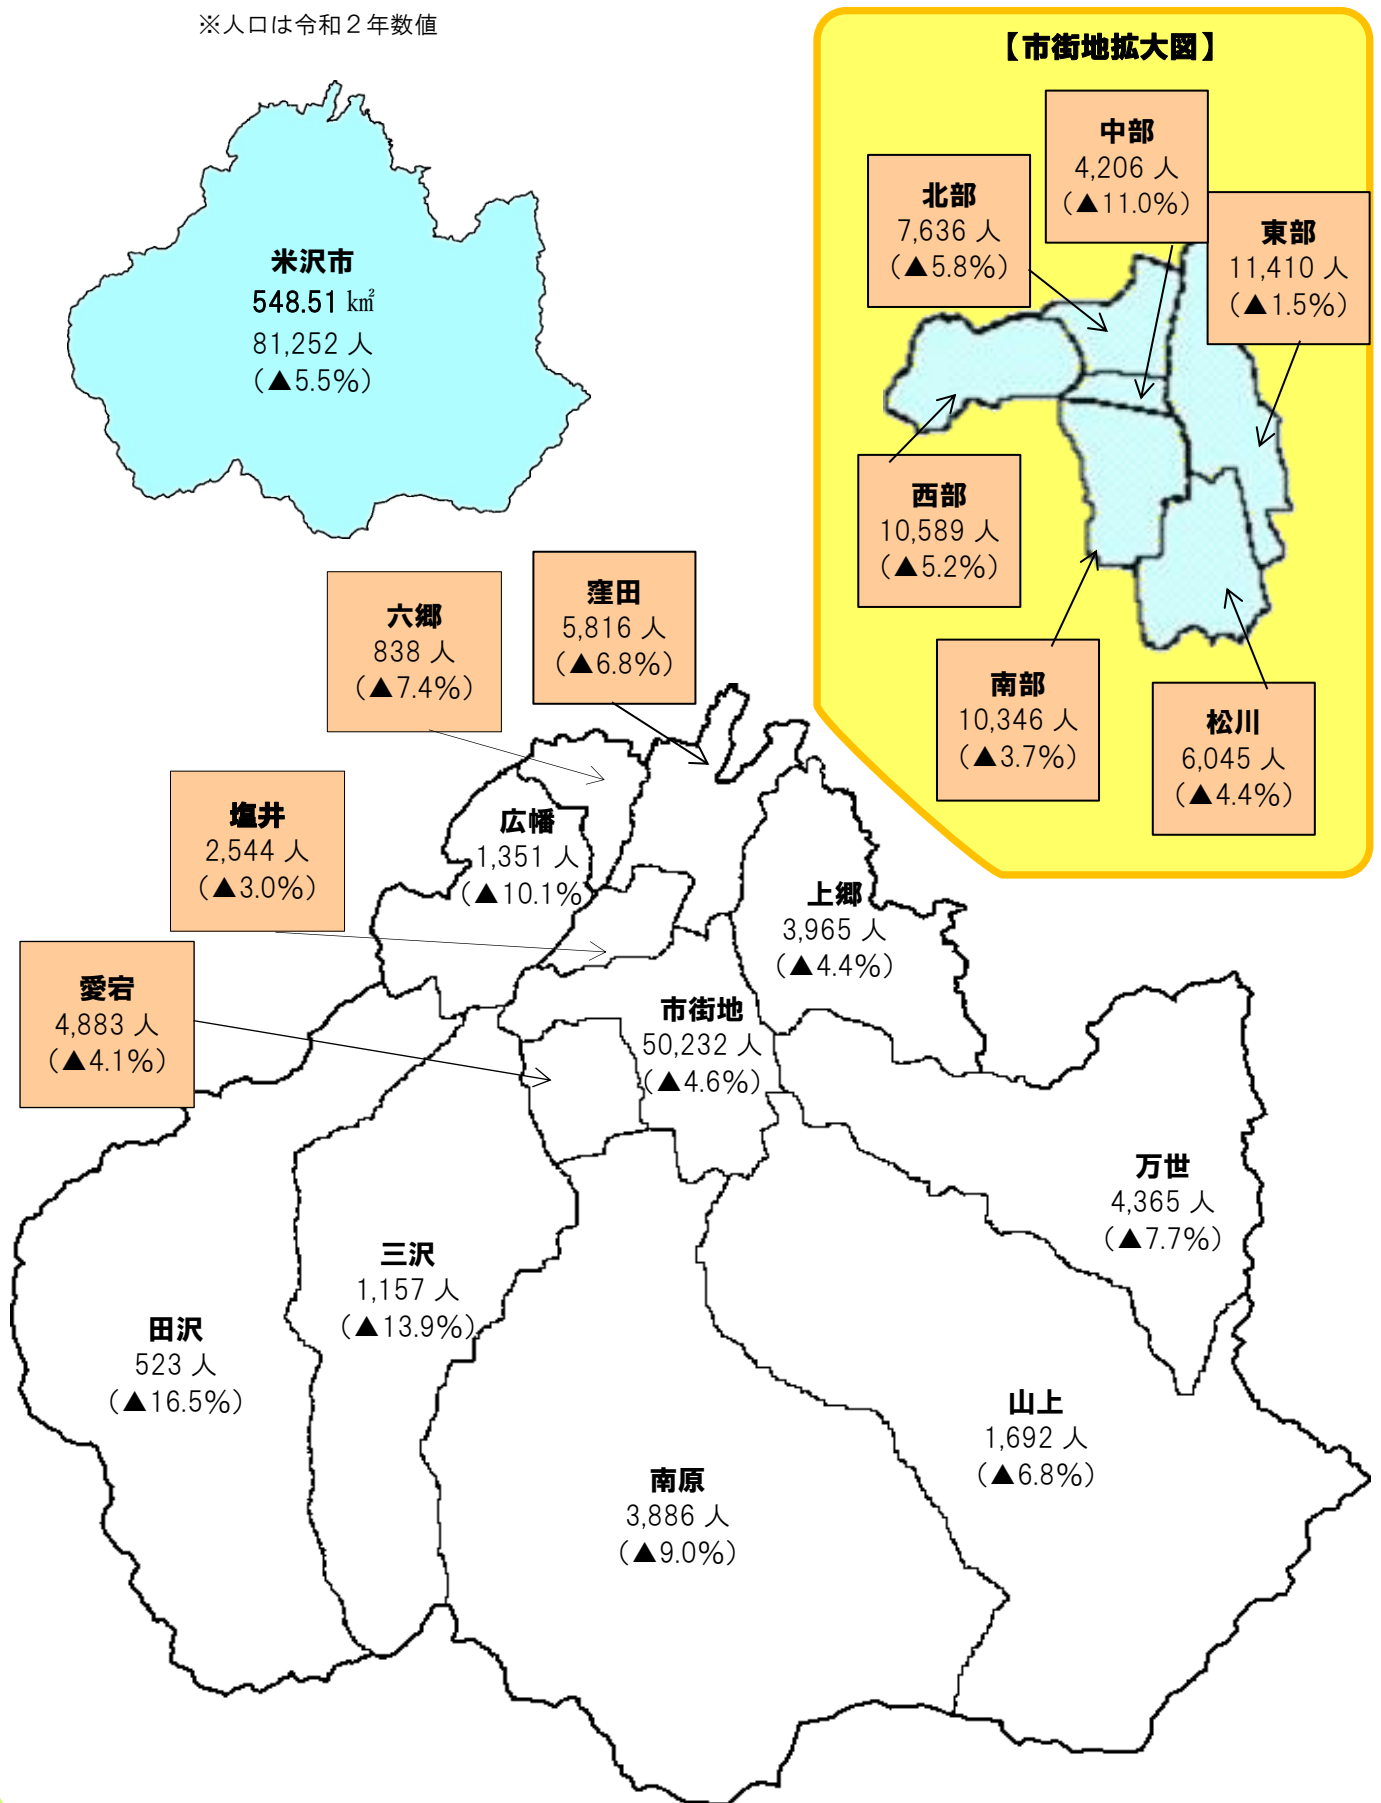 ※人口は令和２年数値
米沢市
548.51 ㎢
81,252 人
（▲5.5%）
【市街地拡大図】
中部
4,206 人
（▲11.0%）
北部
7,636 人
（▲5.8%）
東部
11,410 人
（▲1.5%）
西部
10,589 人
（▲5.2%）
南部
10,346 人
（▲3.7%）
松川
6,045 人
（▲4.4%）
六郷
838 人
（▲7.4%）
窪田
5,816 人
（▲6.8%）
塩井
2,544 人
（▲3.0%）
広幡
1,351 人
（▲10.1%
上郷
3,965 人
（▲4.4%）
愛宕
4,883 人
（▲4.1%）
市街地
50,232 人
（▲4.6%）
万世
4,365 人
（▲7.7%）
三沢
1,157 人
（▲13.9%）
田沢
523 人
（▲16.5%）
山上
1,692 人
（▲6.8%）
南原
3,886 人
（▲9.0%）